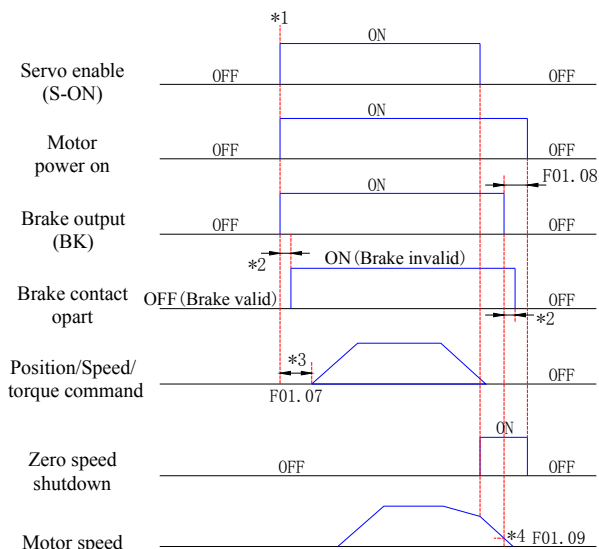 *1
ON
Servo enable
(S-ON)
OFF
OFF
ON
Motor
power on
OFF
OFF
F01.08
ON
Brake output
(BK)
OFF
OFF
*2
ON(Brake invalid)
Brake contact
opart
OFF(Brake valid)
OFF
*2
*3
Position/Speed/
torque command
OFF
F01.07
ON
Zero speed
shutdown
OFF
OFF
Motor speed
*4 F01.09